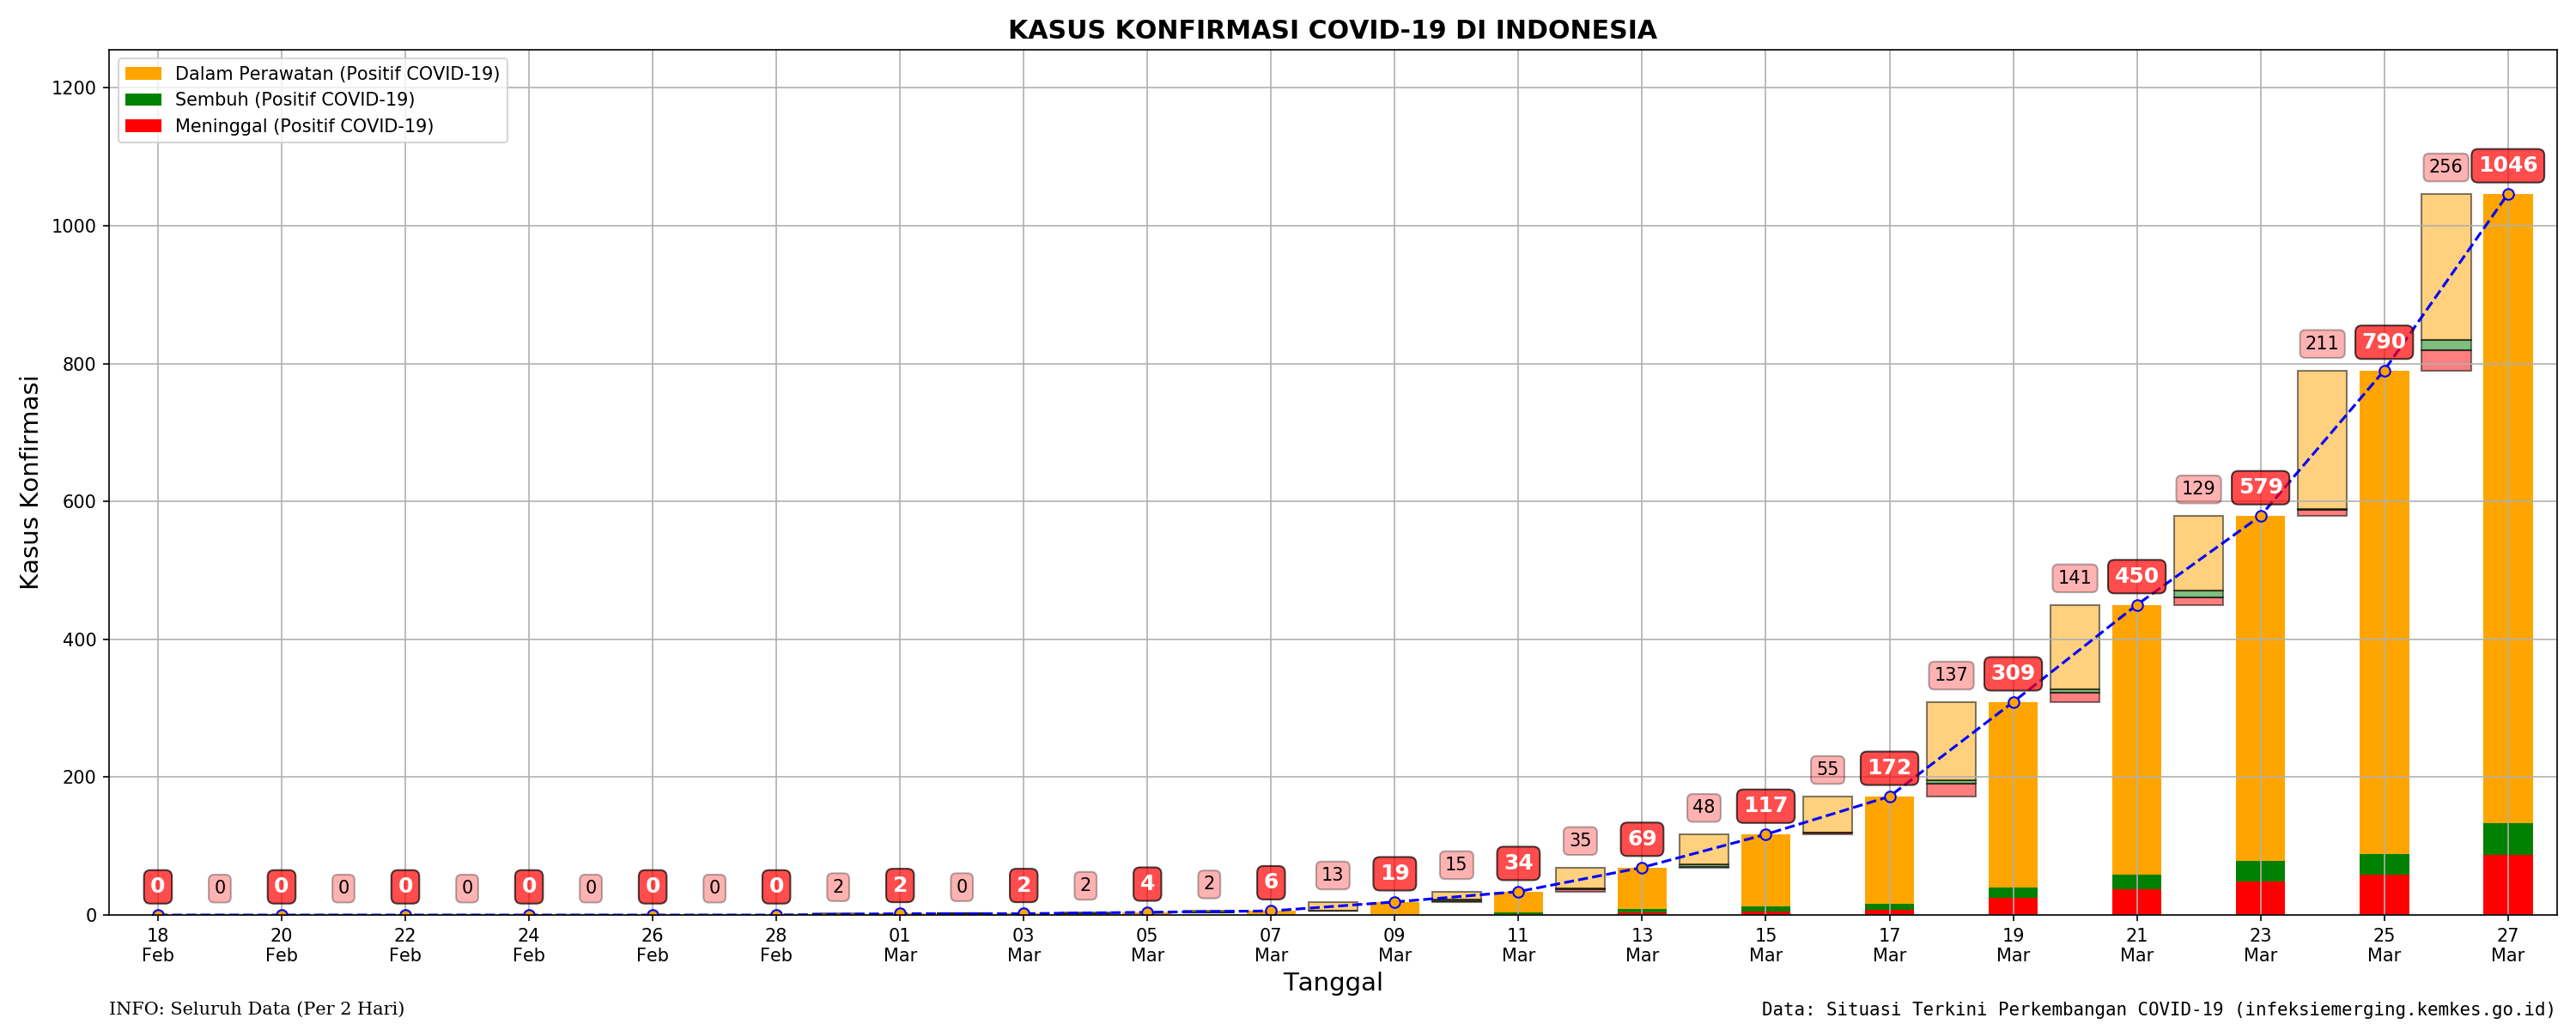 KASUS KONFIRMASI COVID-19 DI INDONESIA
Dalam Perawatan (Positif COVID-19)
Sembuh (Positif COVID-19)
Meninggal (Positif COVID-19)
Kasus Konfirmasi
1200
1000
800
600
400
200
0
0 0 0 0 0 0 0 0 0 0 0 2 2 0 2 2 4 2 6 13 19 15 34 35 69 48 117 55 172 137 309 141 450 129 579 211 790 256 1046
18 20 22 24 26 28 01 03 05 07 09 11 13 15 17 19 21 23 25 27
Feb Feb Feb Feb Feb Feb Mar Mar Mar Mar Mar Mar Mar Mar Mar Mar Mar Mar Mar Mar
Tanggal
INFO: Seluruh Data (Per 2 Hari)
Data: Situasi Terkini Perkembangan COVID-19 (infeksiemerging.kemkes.go.id)